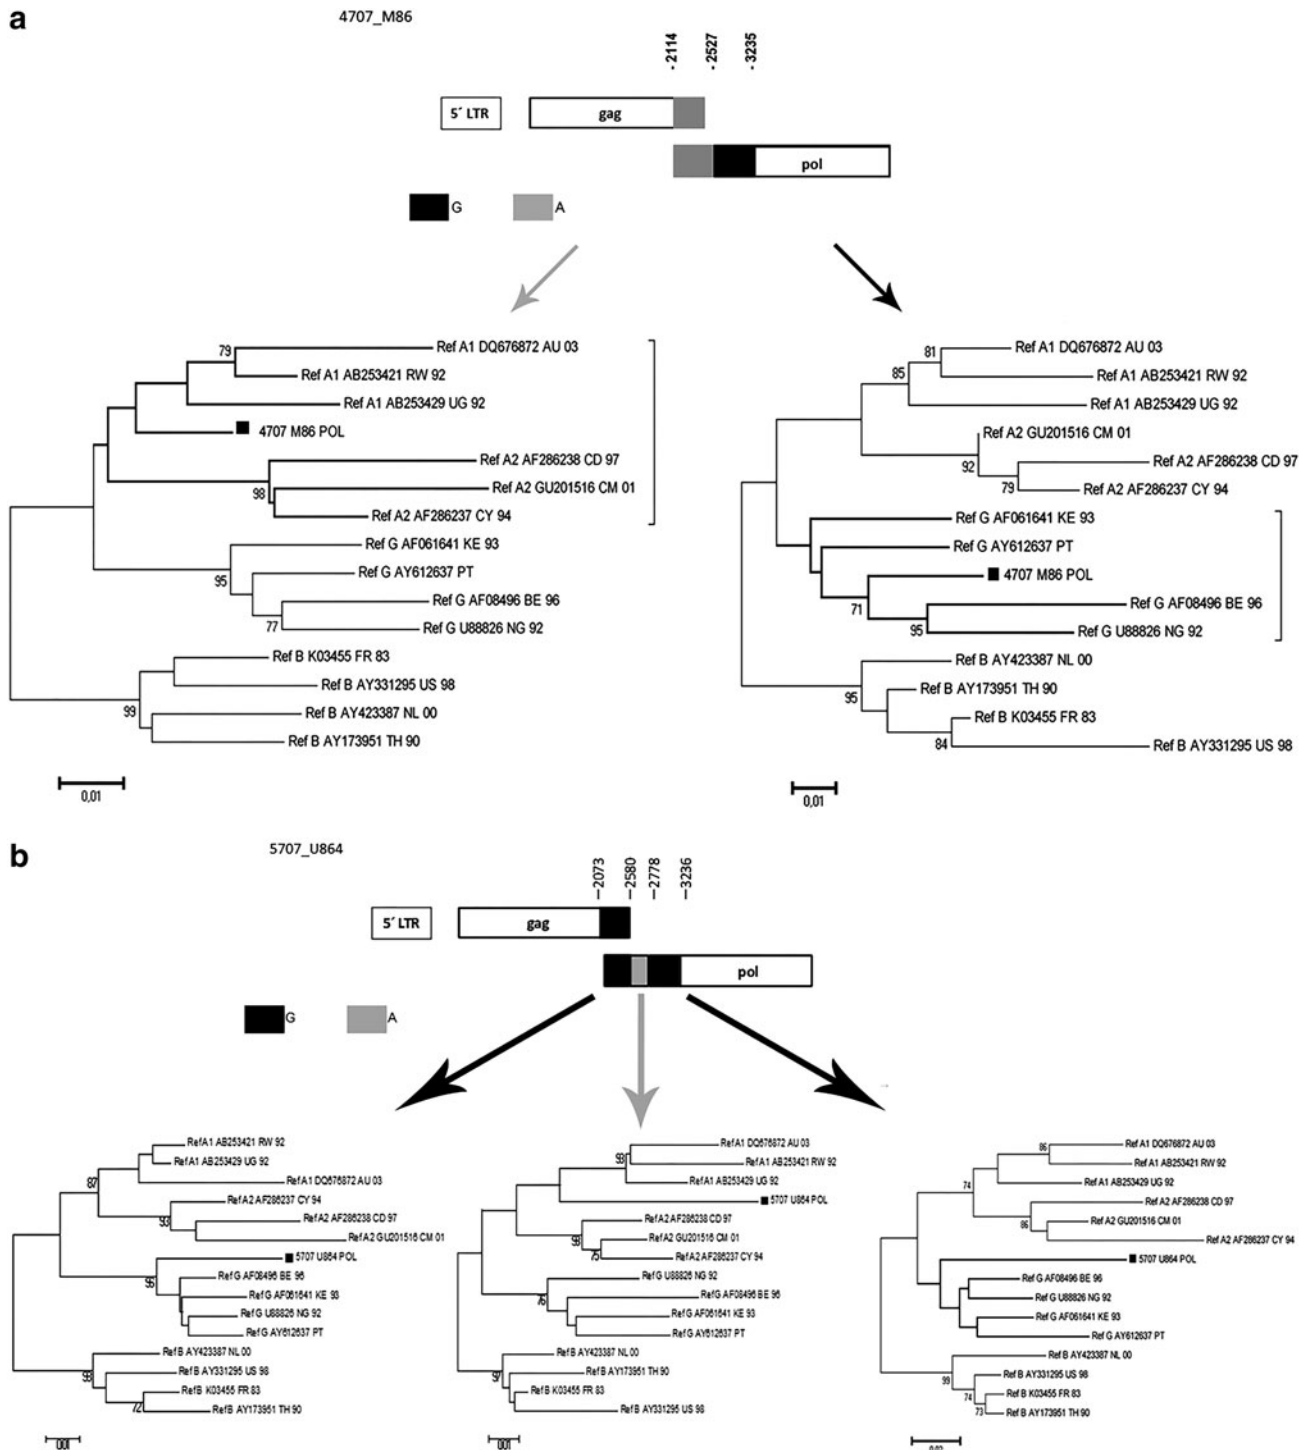 a
4707_M86
- 2114
- 2527
- 3235
5´ LTR
gag
pol
G
A
79
Ref A1 DQ676872 AU 03
Ref A1 AB253421 RW 92
Ref A1 AB253429 UG 92
4707 M86 POL
Ref A2 AF286238 CD 97
98
Ref A2 GU201516 CM 01
Ref A2 AF286237 CY 94
Ref G AF061641 KE 93
95
Ref G AY612637 PT
Ref G AF08496 BE 96
77
Ref G U88826 NG 92
Ref B K03455 FR 83
Ref B AY331295 US 98
99
Ref B AY423387 NL 00
Ref B AY173951 TH 90
0,01
81
Ref A1 DQ676872 AU 03
85
Ref A1 AB253421 RW 92
Ref A1 AB253429 UG 92
Ref A2 GU201516 CM 01
92
Ref A2 AF286238 CD 97
79
Ref A2 AF286237 CY 94
Ref G AF061641 KE 93
Ref G AY612637 PT
4707 M86 POL
71
Ref G AF08496 BE 96
95
Ref G U88826 NG 92
Ref B AY423387 NL 00
95
Ref B AY173951 TH 90
Ref B K03455 FR 83
84
Ref B AY331295 US 98
0,01
b
5707_U864
–2073
–2580
–2778
–3236
5´ LTR
gag
pol
G
A
Ref A1 AB253421 RW 92
Ref A1 AB253429 UG 92
87
Ref A1 DQ676872 AU 03
Ref A2 AF286237 CY 94
93
Ref A2 AF286238 CD 97
Ref A2 GU201516 CM 01
5707 U864 POL
95
Ref G AF08496 BE 96
Ref G AF061641 KE 93
Ref G U88826 NG 92
Ref G AY612637 PT
Ref B AY423387 NL 00
Ref B AY331295 US 98
Ref B K03455 FR 83
72
Ref B AY173951 TH 90
Ref A1 DQ676872 AU 03
93
Ref A1 AB253421 RW 92
Ref A1 AB253429 UG 92
5707 U864 POL
Ref A2 AF286238 CD 97
Ref A2 GU201516 CM 01
75
Ref A2 AF286237 CY 94
Ref G U88826 NG 92
Ref G AF08496 BE 96
Ref G AF061641 KE 93
Ref G AY612637 PT
Ref B AY423387 NL 00
97
Ref B AY173951 TH 90
Ref B K03455 FR 83
Ref B AY331295 US 98
86
Ref A1 DQ676872 AU 03
Ref A1 AB253421 RW 92
74
Ref A1 AB253429 UG 92
Ref A2 AF286238 CD 97
86
Ref A2 GU201516 CM 01
Ref A2 AF286237 CY 94
5707 U864 POL
Ref G AF08496 BE 96
Ref G U88826 NG 92
Ref G AF061641 KE 93
Ref G AY612637 PT
Ref B AY423387 NL 00
99
Ref B AY331295 US 98
74
Ref B K03455 FR 83
73
Ref B AY173951 TH 90